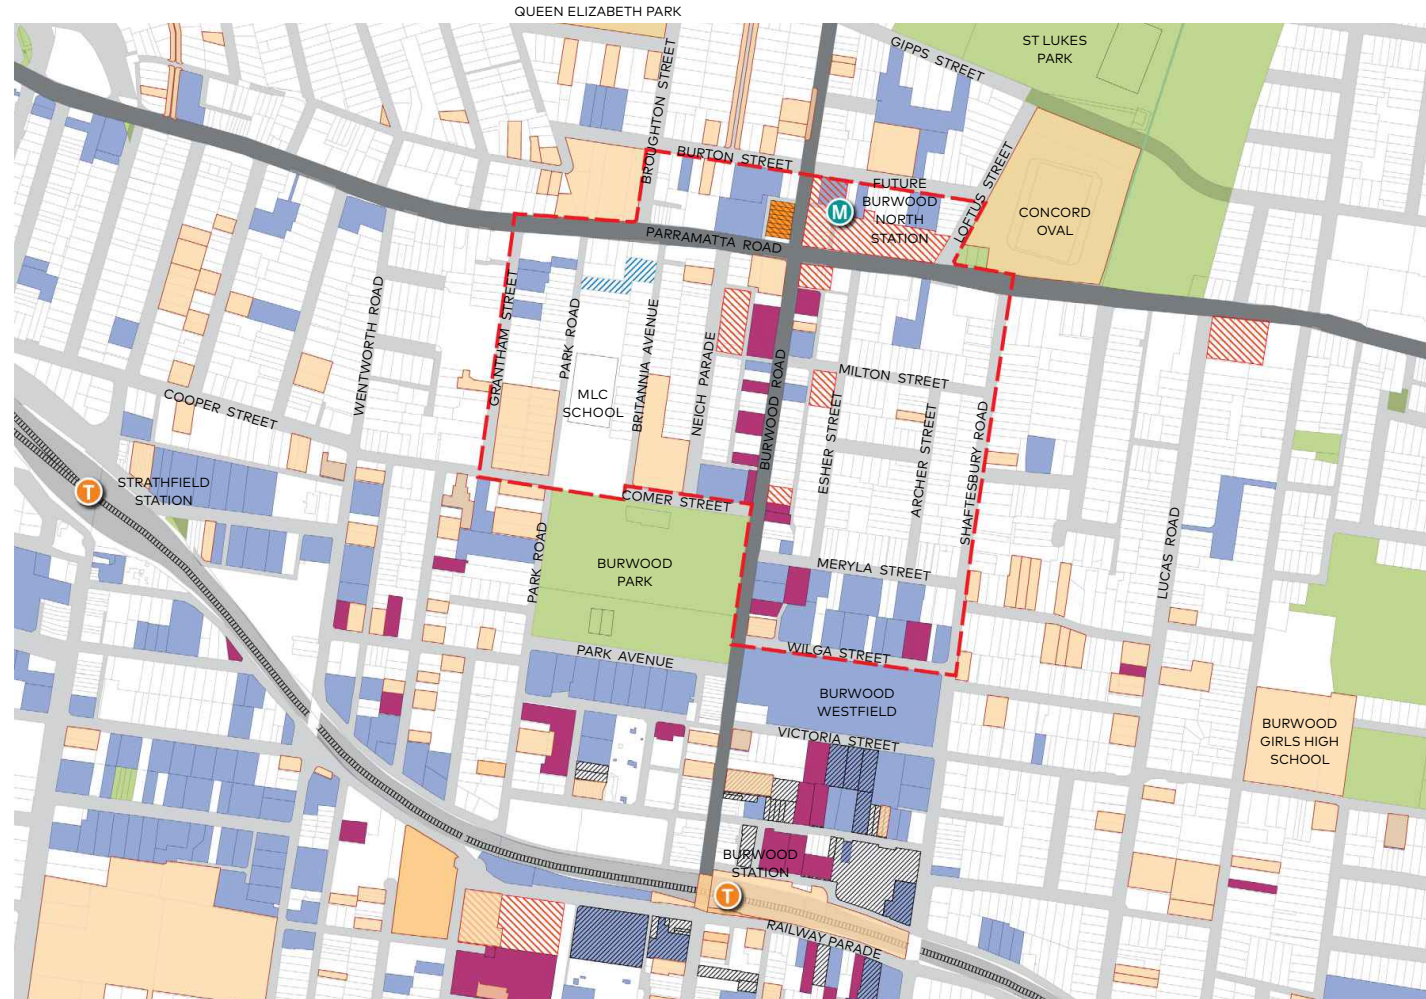 QUEEN ELIZABETH PARK
GIPPS STREET
ST LUKES
PARK
BROUGHTON STREET
BURTON STREET
LOFTUS STREET
FUTURE
BURWOOD
NORTH
STATION
M
CONCORD
OVAL
PARRAMATTA ROAD
GRANTHAM STREET
PARK ROAD
BRITANNIA AVENUE
NEICH PARADE
BURWOOD ROAD
WENTWORTH ROAD
MILTON STREET
COOPER STREET
MLC
SCHOOL
ESHER STREET
ARCHER STREET
SHAFTESBURY ROAD
STRATHFIELD
STATION
T
COMER STREET
LUCAS ROAD
PARK ROAD
BURWOOD
PARK
MERYLA STREET
PARK AVENUE
WILGA STREET
BURWOOD
WESTFIELD
VICTORIA STREET
BURWOOD
GIRLS HIGH
SCHOOL
BURWOOD
STATION
T
RAILWAY PARADE